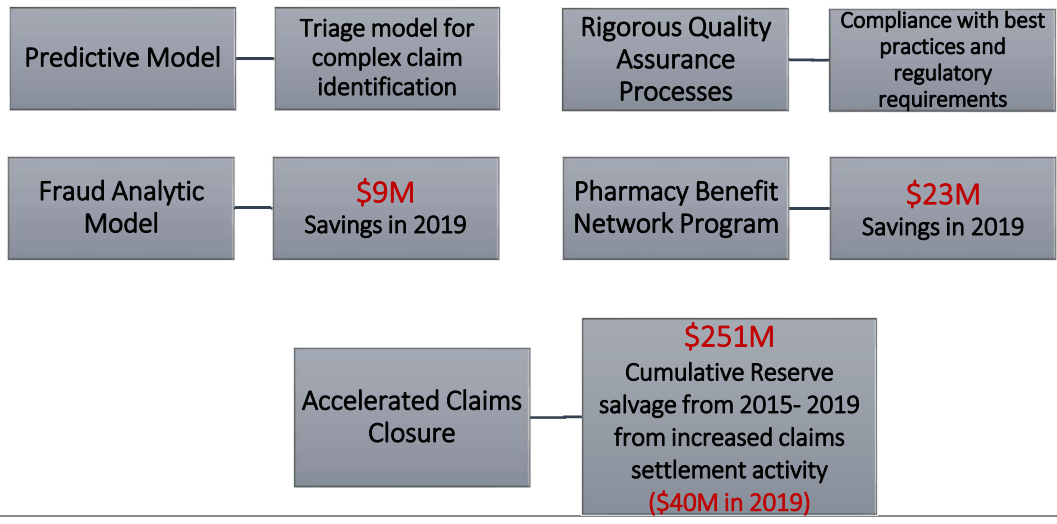 Predictive Model
Triage model for
complex claim
identification
Rigorous Quality
Assurance
Processes
Compliance with best
practices and
regulatory
requirements
Fraud Analytic
Model
$9M
Savings in 2019
Pharmacy Benefit
Network Program
$23M
Savings in 2019
Accelerated Claims
Closure
$251M
Cumulative Reserve
salvage from 2015- 2019
from increased claims
settlement activity
($40M in 2019)